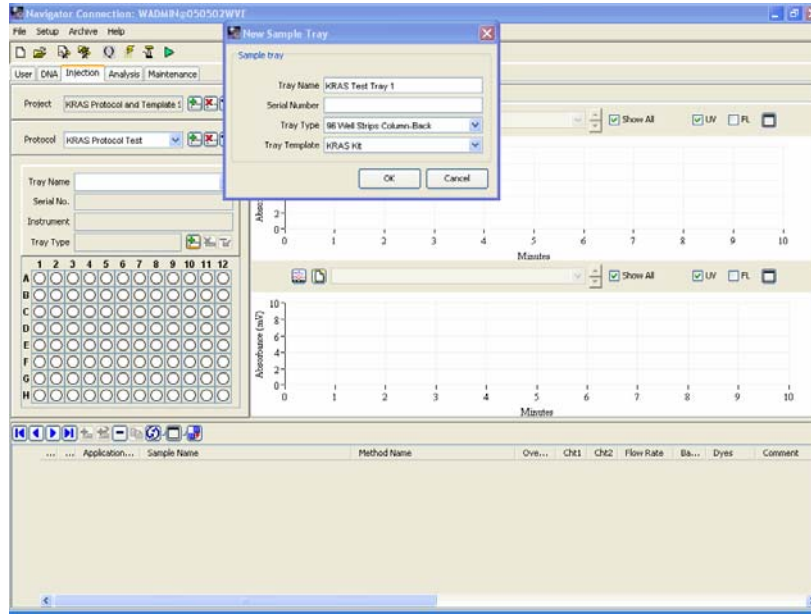 Navigator Connection: WADMIN@050502WVE
File Setup Archive Help
User DNA Injection Analysis Maintenance
Project KRAS Protocol and Template
Protocol KRAS Protocol Test
Tray Name
Serial No.
Instrument
Tray Type
1 2 3 4 5 6 7 8 9 10 11 12
A
B
C
D
E
F
G
H
New Sample Tray
Sample tray
Tray Name KRAS Test Tray 1
Serial Number
Tray Type 96 Well Strips Column-Back
Tray Template KRAS Kit
OK Cancel
Show All UV FL
2
0
0 1 2 3 4 5 6 7 8 9 10
Minutes
Show All UV FL
Absorbance (mV)
10
8
6
4
2
0
0 1 2 3 4 5 6 7 8 9 10
Minutes
... ... Application... Sample Name Method Name Ove... Cht1 Cht2 Flow Rate Ba... Dyes Comment